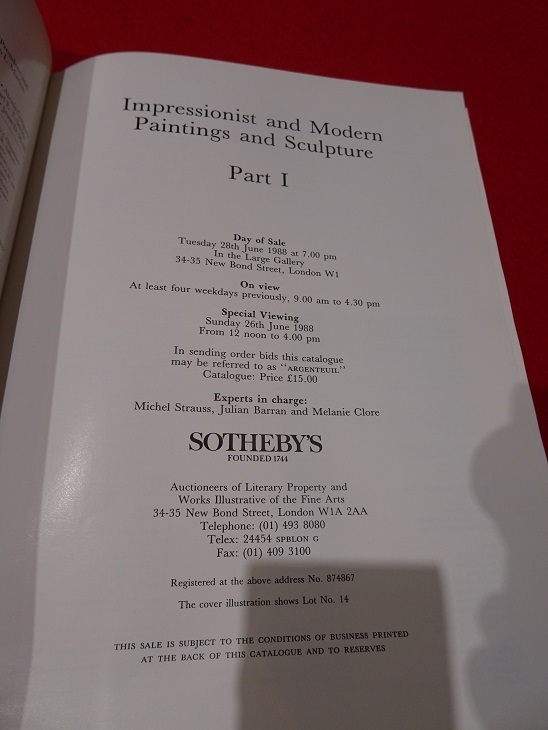 Impressionist and Modern
Paintings and Sculpture
Part I
Day of Sale
Tuesday 28th June 1988 at 7.00 pm
In the Large Gallery
34-35 New Bond Street, London W1
On view
At least four weekdays previously, 9.00 am to 4.30 pm
Special Viewing
Sunday 26th June 1988
From 12 noon to 4.00 pm
In sending order bids this catalogue
may be referred to as "ARGENTEUIL"
Catalogue: Price £15.00
Experts in charge:
Michel Strauss, Julian Barran and Melanie Clore
SOTHEBY'S
FOUNDED 1744
Auctioneers of Literary Property and
Works Illustrative of the Fine Arts
34-35 New Bond Street, London W1A 2AA
Telephone: (01) 493 8080
Telex: 24454 SPBLON G
Fax: (01) 409 3100
Registered at the above address No. 874867
The cover illustration shows Lot No. 14
THIS SALE IS SUBJECT TO THE CONDITIONS OF BUSINESS PRINTED
AT THE BACK OF THIS CATALOGUE AND TO RESERVES